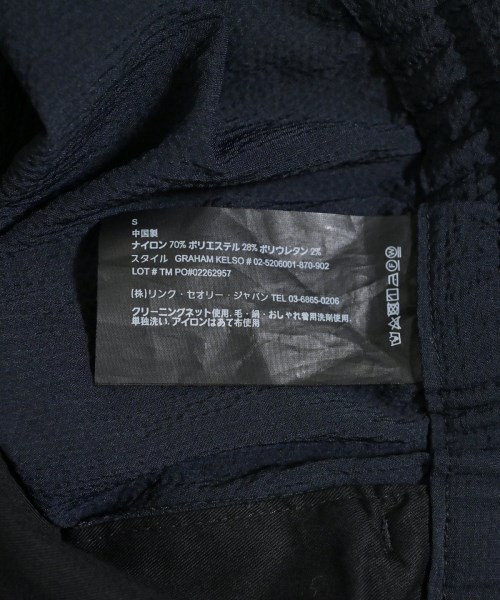 S
中国製
ナイロン 70% ポリエステル 28% ポリウレタン 2%
スタイル GRAHAM KELSO # 02-5206001-870-902
LOT # TM PO#02262957
(株)リンク・セオリー・ジャパン TEL 03-6865-0206
クリーニングネット使用. 毛・絹・おしゃれ着用洗剤使用.
単独洗い. アイロンはあて布使用